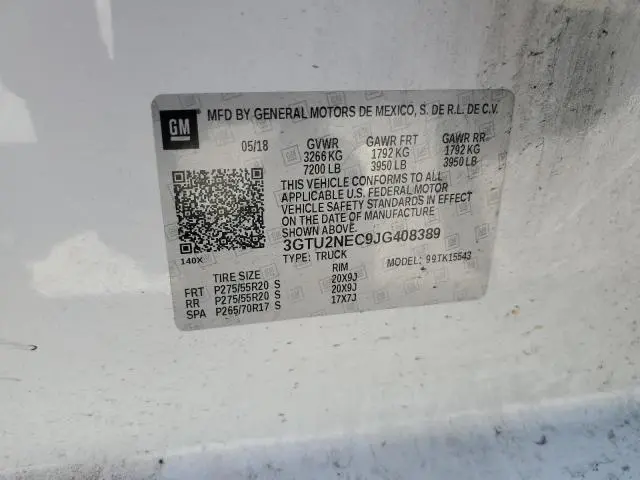 GM
MFD BY GENERAL MOTORS DE MEXICO, S. DE R.L. DE C.V.
05/18 GVWR GAWR FRT GAWR RR
3266 KG 1792 KG 1792 KG
7200 LB 3950 LB 3950 LB
THIS VEHICLE CONFORMS TO ALL
APPLICABLE U.S. FEDERAL MOTOR
VEHICLE SAFETY STANDARDS IN EFFECT
ON THE DATE OF MANUFACTURE
SHOWN ABOVE.
3GTU2NEC9JG408389
140X TYPE: TRUCK MODEL: 99TK15543
TIRE SIZE RIM
FRT P275/55R20 S 20X9J
RR P275/55R20 S 20X9J
SPA P265/70R17 S 17X7J